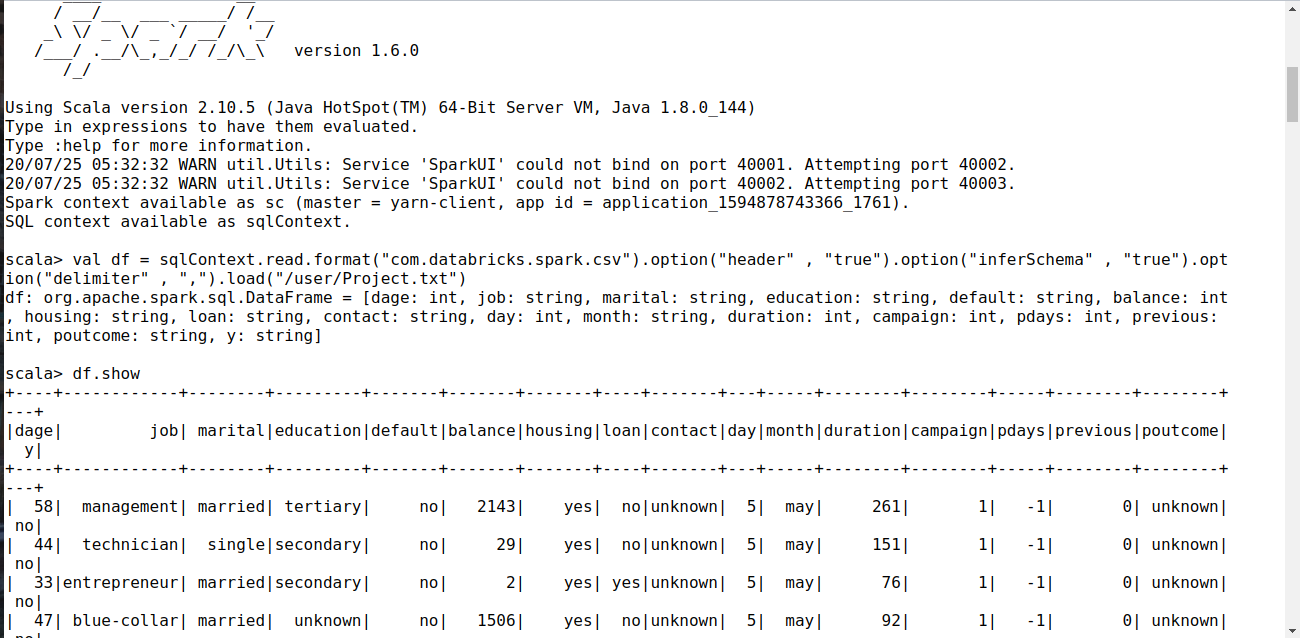 ____              __
     / __/__  ___ _____/ /__
    _\ \/ _ \/ _ `/ __/  '_/
   /___/ .__/\_,_/_/ /_/\_\   version 1.6.0
      /_/
Using Scala version 2.10.5 (Java HotSpot(TM) 64-Bit Server VM, Java 1.8.0_144)
Type in expressions to have them evaluated.
Type :help for more information.
20/07/25 05:32:32 WARN util.Utils: Service 'SparkUI' could not bind on port 40001. Attempting port 40002.
20/07/25 05:32:32 WARN util.Utils: Service 'SparkUI' could not bind on port 40002. Attempting port 40003.
Spark context available as sc (master = yarn-client, app id = application_1594878743366_1761).
SQL context available as sqlContext.
scala> val df = sqlContext.read.format("com.databricks.spark.csv").option("header" , "true").option("inferSchema" , "true").opt
ion("delimiter" , ",").load("/user/Project.txt")
df: org.apache.spark.sql.DataFrame = [dage: int, job: string, marital: string, education: string, default: string, balance: int
, housing: string, loan: string, contact: string, day: int, month: string, duration: int, campaign: int, pdays: int, previous:
int, poutcome: string, y: string]
scala> df.show
+----+------------+--------+---------+-------+-------+-------+----+-------+---+-----+--------+--------+-----+--------+--------+
---+
|dage|         job| marital|education|default|balance|housing|loan|contact|day|month|duration|campaign|pdays|previous|poutcome|
  y|
+----+------------+--------+---------+-------+-------+-------+----+-------+---+-----+--------+--------+-----+--------+--------+
---+
|  58|  management| married| tertiary|     no|   2143|    yes|  no|unknown|  5|  may|     261|       1|   -1|       0| unknown|
 no|
|  44|  technician|  single|secondary|     no|     29|    yes|  no|unknown|  5|  may|     151|       1|   -1|       0| unknown|
 no|
|  33|entrepreneur| married|secondary|     no|      2|    yes| yes|unknown|  5|  may|      76|       1|   -1|       0| unknown|
 no|
|  47| blue-collar| married|  unknown|     no|   1506|    yes|  no|unknown|  5|  may|      92|       1|   -1|       0| unknown|
 no|